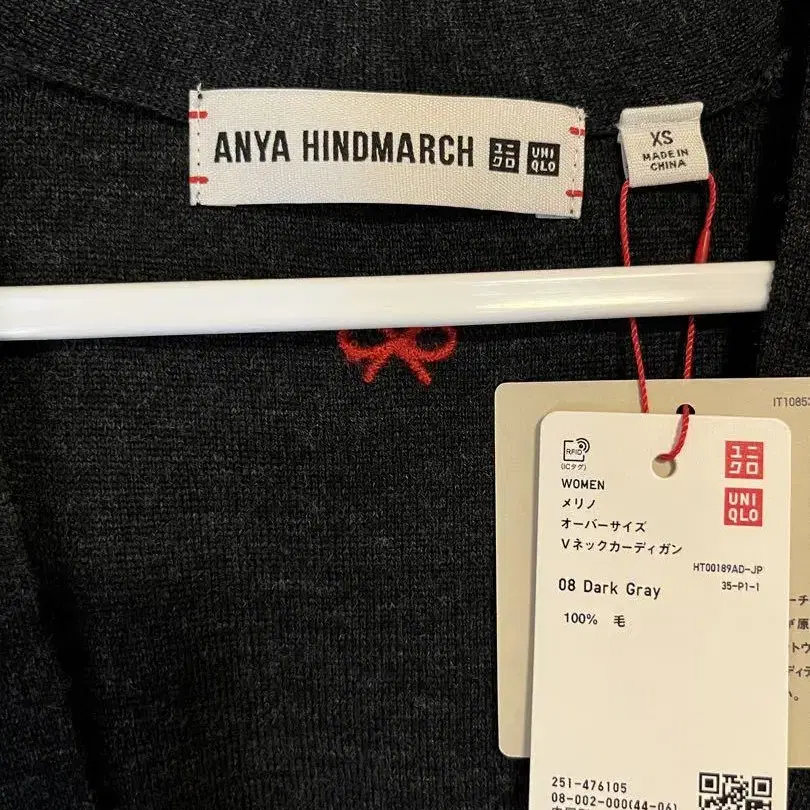 ANYA HINDMARCH
ユニ
クロ
UNI
QLO
XS
MADE IN
CHINA
IT10853
RFID
(ICタグ)
ユニ
クロ
UNI
QLO
WOMEN
メリノ
オーバーサイズ
Vネックカーディガン
HT00189AD-JP
35-P1-1
08 Dark Gray
100% 毛
251-476105
08-002-000(44-06)